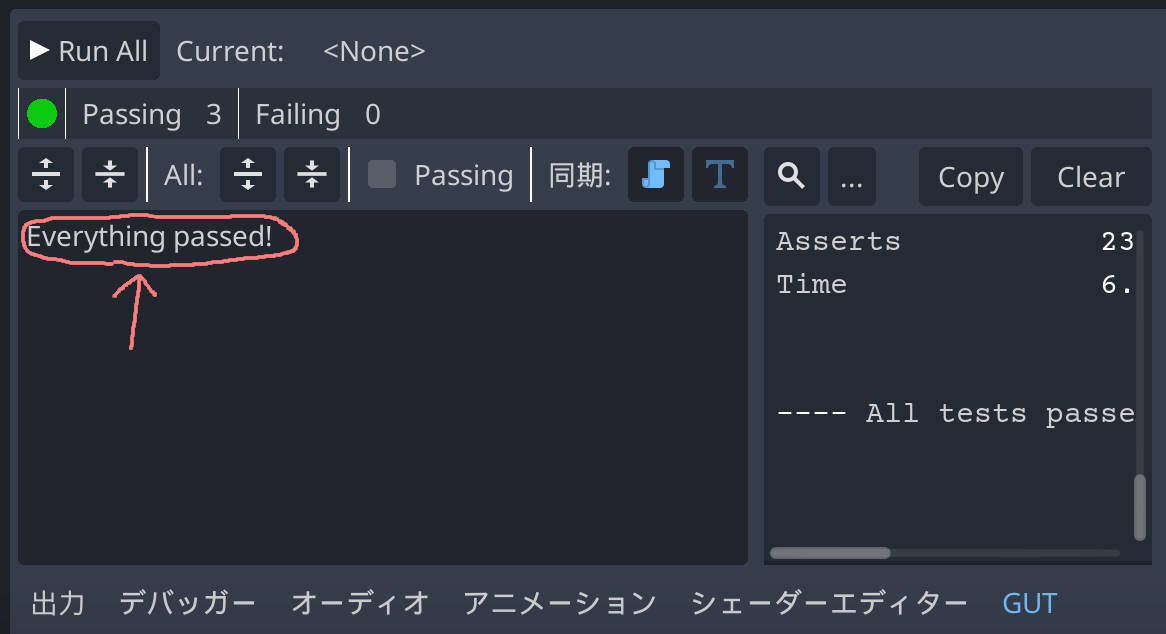 Run All Current: <None>
Passing 3 Failing 0
All: Passing 同期: ... Copy Clear
Everything passed!
Asserts 23
Time 6.
---- All tests passe
出力 デバッガー オーディオ アニメーション シェーダーエディター GUT